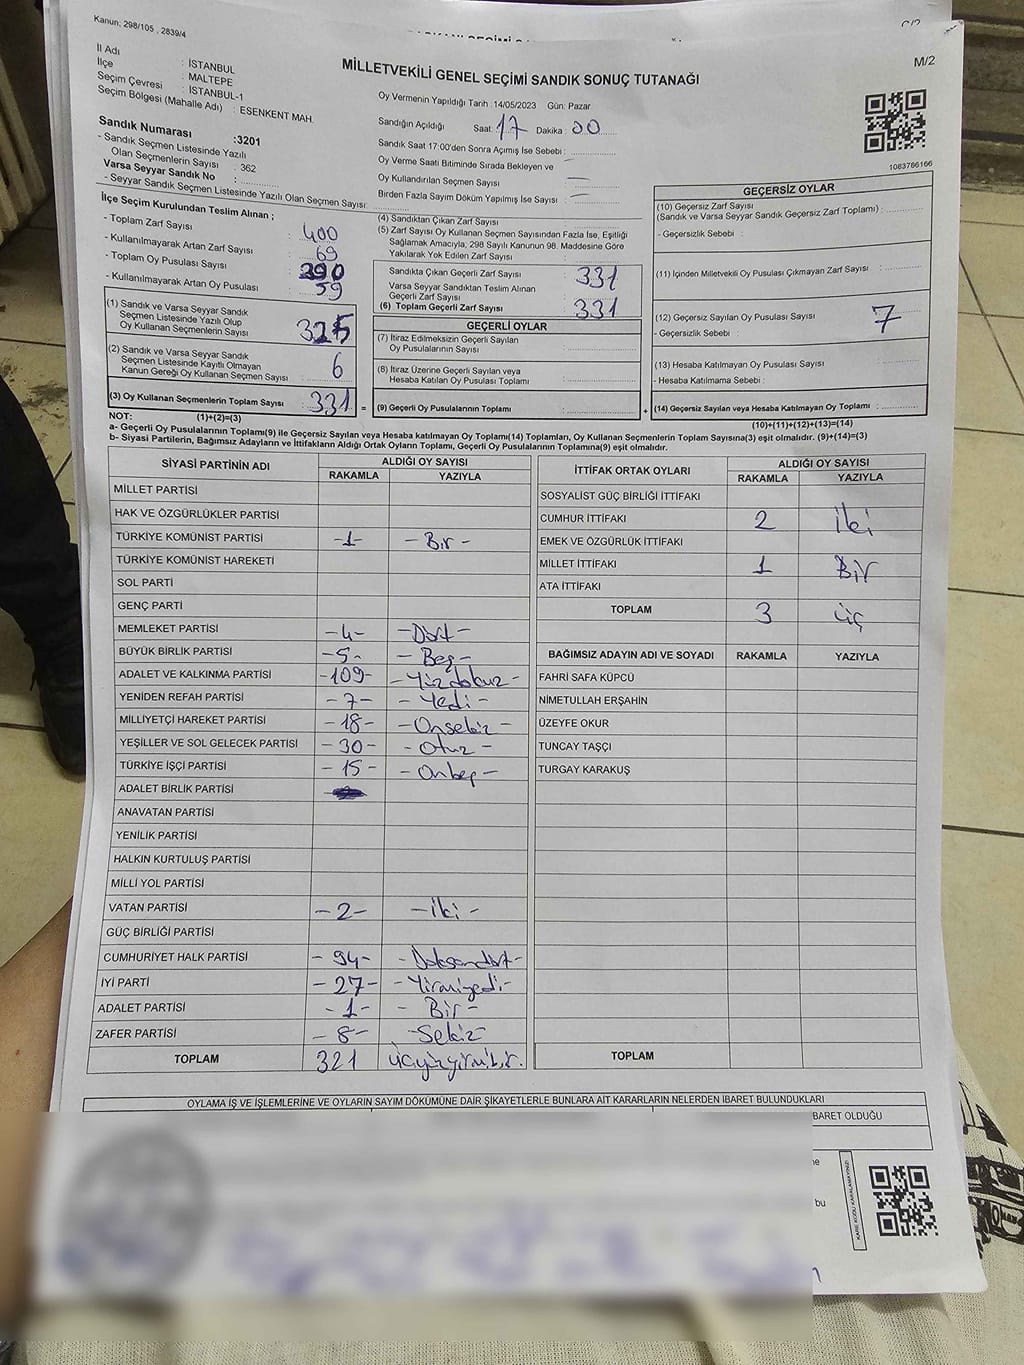 Kanun; 298/105 , 2839/4
M/2
MİLLETVEKİLİ GENEL SEÇİMİ SANDIK SONUÇ TUTANAĞI
İl Adı : İSTANBUL
İlçe : MALTEPE
Seçim Çevresi : İSTANBUL-1
Seçim Bölgesi (Mahalle Adı) : ESENKENT MAH.
Sandık Numarası :3201
- Sandık Seçmen Listesinde Yazılı
Olan Seçmenlerin Sayısı : 362
Varsa Seyyar Sandık No :
- Seyyar Sandık Seçmen Listesinde Yazılı Olan Seçmen Sayısı:
İlçe Seçim Kurulundan Teslim Alınan ;
- Toplam Zarf Sayısı : 400
- Kullanılmayarak Artan Zarf Sayısı : 69
- Toplam Oy Pusulası Sayısı : 390
- Kullanılmayarak Artan Oy Pusulası : 59
(1) Sandık ve Varsa Seyyar Sandık
Seçmen Listesinde Yazılı Olup
Oy Kullanan Seçmenlerin Sayısı : 325
(2) Sandık ve Varsa Seyyar Sandık
Seçmen Listesinde Kayıtlı Olmayan
Kanun Gereği Oy Kullanan Seçmen Sayısı : 6
(3) Oy Kullanan Seçmenlerin Toplam Sayısı : 331
Oy Vermenin Yapıldığı Tarih : 14/05/2023 Gün: Pazar
Sandığın Açıldığı Saat: 17 Dakika : 00
Sandık Saat 17:00'den Sonra Açımış İse Sebebi :
Oy Verme Saati Bitiminde Sırada Bekleyen ve
Oy Kullandırılan Seçmen Sayısı : —
Birden Fazla Sayım Döküm Yapılmış İse Sayısı : —
(4) Sandıktan Çıkan Zarf Sayısı :
(5) Zarf Sayısı Oy Kullanan Seçmen Sayısından Fazla İse, Eşitliği
Sağlamak Amacıyla, 298 Sayılı Kanunun 98. Maddesine Göre
Yakılarak Yok Edilen Zarf Sayısı :
Sandıkta Çıkan Geçerli Zarf Sayısı : 331
Varsa Seyyar Sandıktan Teslim Alınan
Geçerli Zarf Sayısı :
(6) Toplam Geçerli Zarf Sayısı : 331
GEÇERLİ OYLAR
(7) İtiraz Edilmeksizin Geçerli Sayılan
Oy Pusulalarının Sayısı :
(8) İtiraz Üzerine Geçerli Sayılan veya
Hesaba Katılan Oy Pusulası Toplamı :
= (9) Geçerli Oy Pusulalarının Toplamı :
1083766166
GEÇERSİZ OYLAR
(10) Geçersiz Zarf Sayısı
(Sandık ve Varsa Seyyar Sandık Geçersiz Zarf Toplamı) :
- Geçersizlik Sebebi :
(11) İçinden Milletvekili Oy Pusulası Çıkmayan Zarf Sayısı :
(12) Geçersiz Sayılan Oy Pusulası Sayısı : 7
- Geçersizlik Sebebi :
(13) Hesaba Katılmayan Oy Pusulası Sayısı :
- Hesaba Katılmama Sebebi :
+ (14) Geçersiz Sayılan veya Hesaba Katılmayan Oy Toplamı :
NOT: (1)+(2)=(3)
(10)+(11)+(12)+(13)=(14)
a- Geçerli Oy Pusulalarının Toplamı(9) ile Geçersiz Sayılan veya Hesaba katılmayan Oy Toplamı(14) Toplamları, Oy Kullanan Seçmenlerin Toplam Sayısına(3) eşit olmalıdır. (9)+(14)=(3)
b- Siyasi Partilerin, Bağımsız Adayların ve İttifakların Aldığı Ortak Oyların Toplamı, Geçerli Oy Pusulalarının Toplamına(9) eşit olmalıdır.
SİYASİ PARTİNİN ADI ALDIĞI OY SAYISI
RAKAMLA YAZIYLA
MİLLET PARTİSİ
HAK VE ÖZGÜRLÜKLER PARTİSİ
TÜRKİYE KOMÜNİST PARTİSİ -1- - Bir -
TÜRKİYE KOMÜNİST HAREKETİ
SOL PARTİ
GENÇ PARTİ
MEMLEKET PARTİSİ -4- -Dört-
BÜYÜK BİRLİK PARTİSİ -5- - Beş -
ADALET VE KALKINMA PARTİSİ -109- - Yüzdokuz -
YENİDEN REFAH PARTİSİ -7- - Yedi -
MİLLİYETÇİ HAREKET PARTİSİ -18- - Onsekiz -
YEŞİLLER VE SOL GELECEK PARTİSİ -30- - Otuz -
TÜRKİYE İŞÇİ PARTİSİ -15- - Onbeş -
ADALET BİRLİK PARTİSİ
ANAVATAN PARTİSİ
YENİLİK PARTİSİ
HALKIN KURTULUŞ PARTİSİ
MİLLİ YOL PARTİSİ
VATAN PARTİSİ -2- - İki -
GÜÇ BİRLİĞİ PARTİSİ
CUMHURİYET HALK PARTİSİ - 94- - Doksandört -
İYİ PARTİ - 27- - Yirmiyedi -
ADALET PARTİSİ -1- - Bir -
ZAFER PARTİSİ - 8- - Sekiz -
TOPLAM 321 üçyüzyirmibir.
İTTİFAK ORTAK OYLARI ALDIĞI OY SAYISI
RAKAMLA YAZIYLA
SOSYALİST GÜÇ BİRLİĞİ İTTİFAKI
CUMHUR İTTİFAKI 2 iki
EMEK VE ÖZGÜRLÜK İTTİFAKI
MİLLET İTTİFAKI 1 Bir
ATA İTTİFAKI
TOPLAM 3 üç
BAĞIMSIZ ADAYIN ADI VE SOYADI RAKAMLA YAZIYLA
FAHRİ SAFA KÜPCÜ
NİMETULLAH ERŞAHİN
ÜZEYFE OKUR
TUNCAY TAŞÇI
TURGAY KARAKUŞ
TOPLAM
OYLAMA İŞ VE İŞLEMLERİNE VE OYLARIN SAYIM DÖKÜMÜNE DAİR ŞİKAYETLERLE BUNLARA AİT KARARLARIN NELERDEN İBARET BULUNDUKLARI
BARET OLDUĞU
ne
bu
KARE KODU KARALAMAYINIZ!